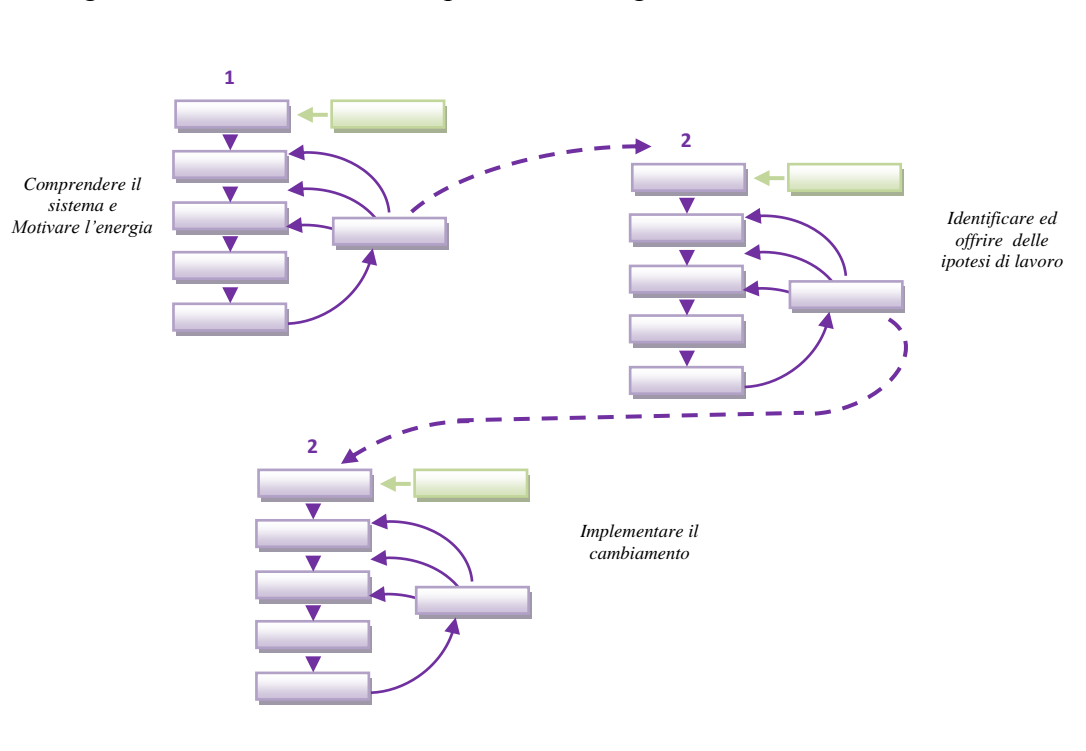 1
2
Comprendere il
sistema e
Motivare l'energia
Identificare ed
offrire delle
ipotesi di lavoro
2
Implementare il
cambiamento